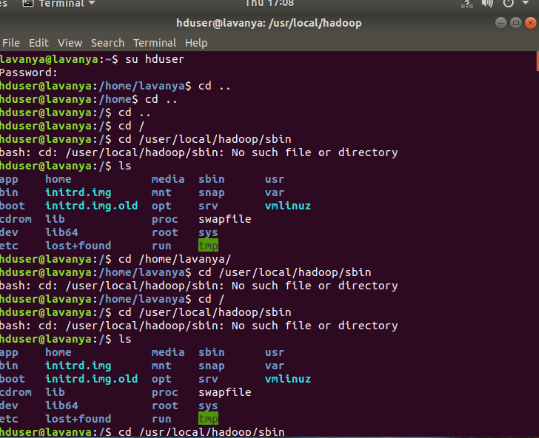 es Terminal Thu 17:08
hduser@lavanya: /usr/local/hadoop
File Edit View Search Terminal Help
lavanya@lavanya:~$ su hduser
Password:
hduser@lavanya:/home/lavanya$ cd ..
hduser@lavanya:/home$ cd ..
hduser@lavanya:/$ cd ..
hduser@lavanya:/$ cd /
hduser@lavanya:/$ cd /user/local/hadoop/sbin
bash: cd: /user/local/hadoop/sbin: No such file or directory
hduser@lavanya:/$ ls
app home media sbin usr
bin initrd.img mnt snap var
boot initrd.img.old opt srv vmlinuz
cdrom lib proc swapfile
dev lib64 root sys
etc lost+found run tmp
hduser@lavanya:/$ cd /home/lavanya/
hduser@lavanya:/home/lavanya$ cd /user/local/hadoop/sbin
bash: cd: /user/local/hadoop/sbin: No such file or directory
hduser@lavanya:/home/lavanya$ cd /
hduser@lavanya:/$ cd /user/local/hadoop/sbin
bash: cd: /user/local/hadoop/sbin: No such file or directory
hduser@lavanya:/$ ls
app home media sbin usr
bin initrd.img mnt snap var
boot initrd.img.old opt srv vmlinuz
cdrom lib proc swapfile
dev lib64 root sys
etc lost+found run tmp
hduser@lavanya:/$ cd /usr/local/hadoop/sbin